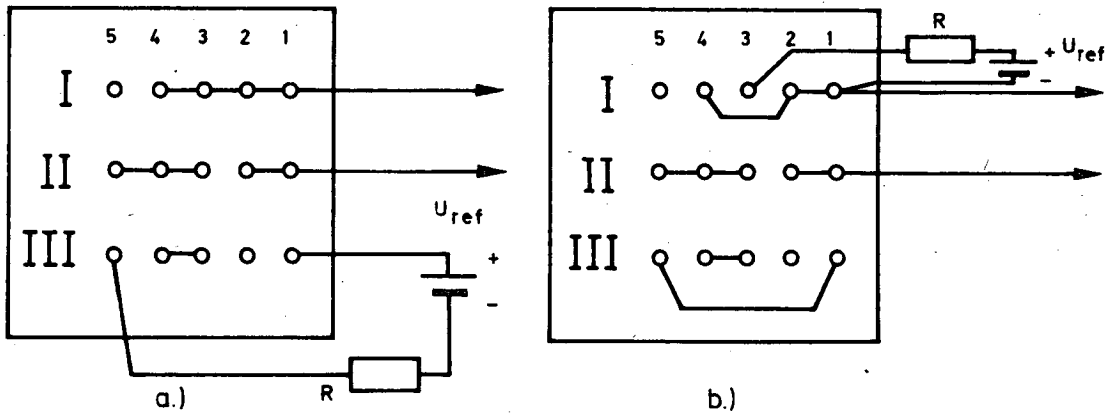 5 4 3 2 1
I
II
III
U ref
+
-
R
a.)
5 4 3 2 1
R
+ U ref
-
I
II
III
b.)